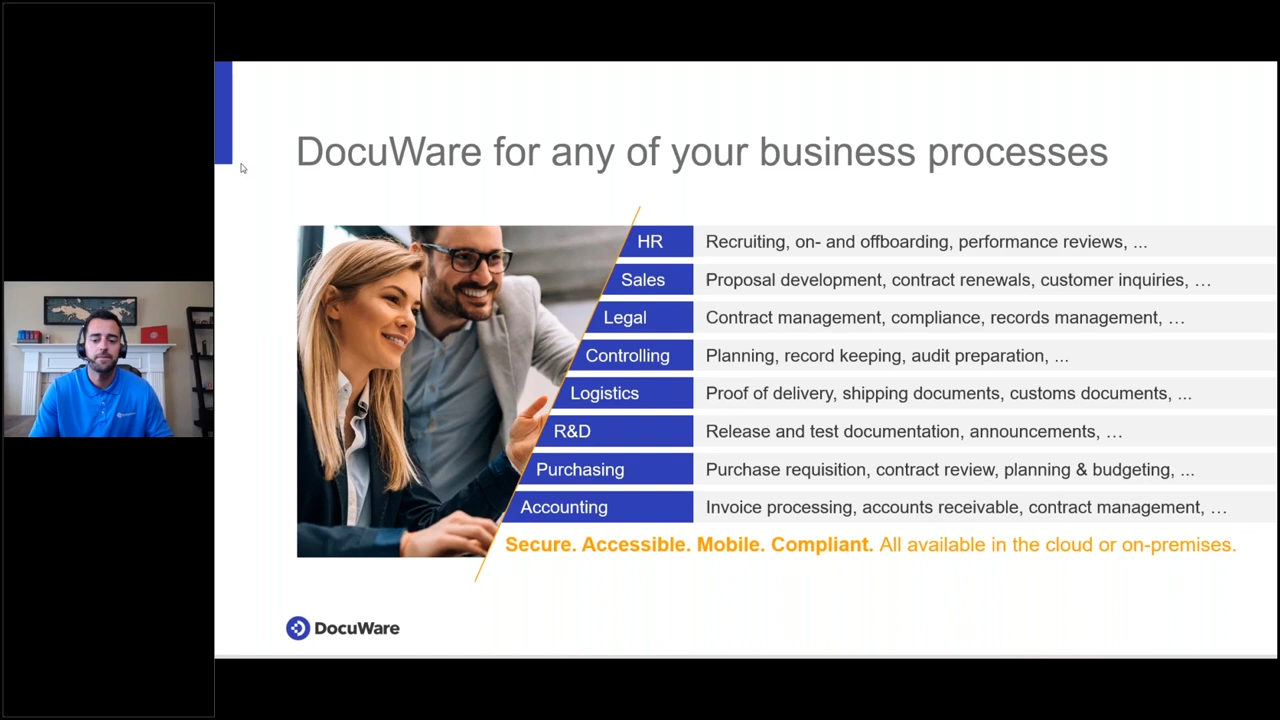 DocuWare for any of your business processes
HR Recruiting, on- and offboarding, performance reviews, ...
Sales Proposal development, contract renewals, customer inquiries, …
Legal Contract management, compliance, records management, …
Controlling Planning, record keeping, audit preparation, ...
Logistics Proof of delivery, shipping documents, customs documents, ...
R&D Release and test documentation, announcements, …
Purchasing Purchase requisition, contract review, planning & budgeting, ...
Accounting Invoice processing, accounts receivable, contract management, …
Secure. Accessible. Mobile. Compliant. All available in the cloud or on-premises.
DocuWare